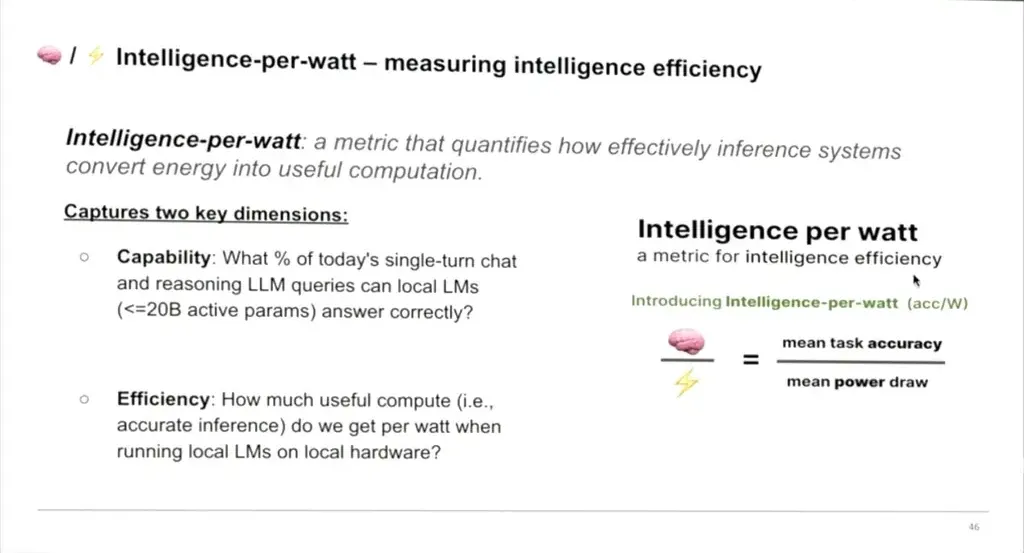 🧠 / ⚡ Intelligence-per-watt – measuring intelligence efficiency
Intelligence-per-watt: a metric that quantifies how effectively inference systems
convert energy into useful computation.
Captures two key dimensions:
○ Capability: What % of today's single-turn chat
and reasoning LLM queries can local LMs
(<=20B active params) answer correctly?
○ Efficiency: How much useful compute (i.e.,
accurate inference) do we get per watt when
running local LMs on local hardware?
Intelligence per watt
a metric for intelligence efficiency
Introducing Intelligence-per-watt (acc/W)
🧠
⚡
=
mean task accuracy
mean power draw
46